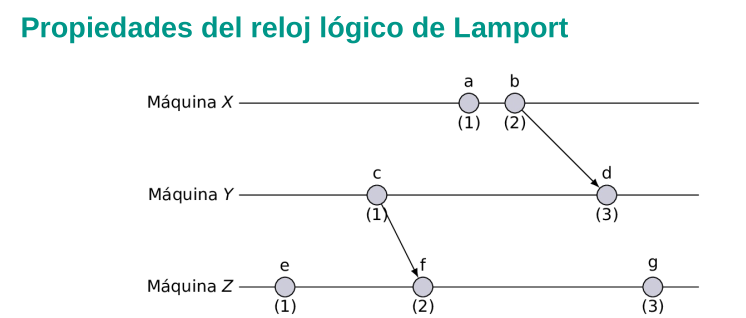 Propiedades del reloj lógico de Lamport
a b
Máquina X
(1) (2)
c d
Máquina Y
(1) (3)
e f g
Máquina Z
(1) (2) (3)